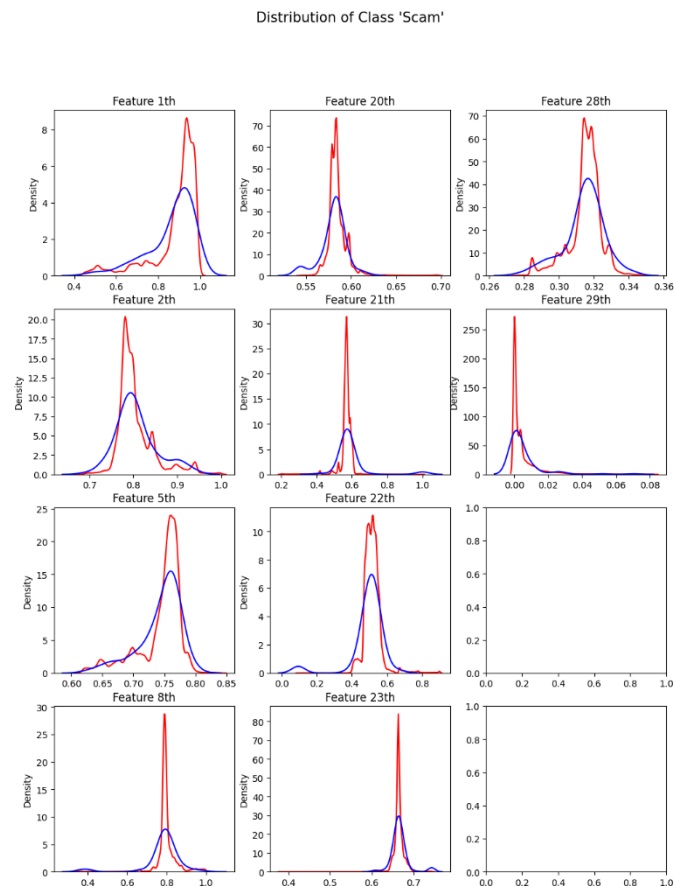 Distribution of Class 'Scam'
Feature 1th
Feature 20th
Feature 28th
Density
8
6
4
2
0
0.4 0.6 0.8 1.0
Density
70
60
50
40
30
20
10
0
0.55 0.60 0.65 0.70
Density
70
60
50
40
30
20
10
0
0.26 0.28 0.30 0.32 0.34 0.36
Feature 2th
Feature 21th
Feature 29th
Density
20.0
17.5
15.0
12.5
10.0
7.5
5.0
2.5
0.0
0.7 0.8 0.9 1.0
Density
30
25
20
15
10
5
0
0.2 0.4 0.6 0.8 1.0
Density
250
200
150
100
50
0
0.00 0.02 0.04 0.06 0.08
Feature 5th
Feature 22th
Density
25
20
15
10
5
0
0.60 0.65 0.70 0.75 0.80 0.85
Density
10
8
6
4
2
0
0.0 0.2 0.4 0.6 0.8
1.0
0.8
0.6
0.4
0.2
0.0
0.0 0.2 0.4 0.6 0.8 1.0
Feature 8th
Feature 23th
Density
30
25
20
15
10
5
0
0.4 0.6 0.8 1.0
Density
80
70
60
50
40
30
20
10
0
0.4 0.5 0.6 0.7
1.0
0.8
0.6
0.4
0.2
0.0
0.0 0.2 0.4 0.6 0.8 1.0